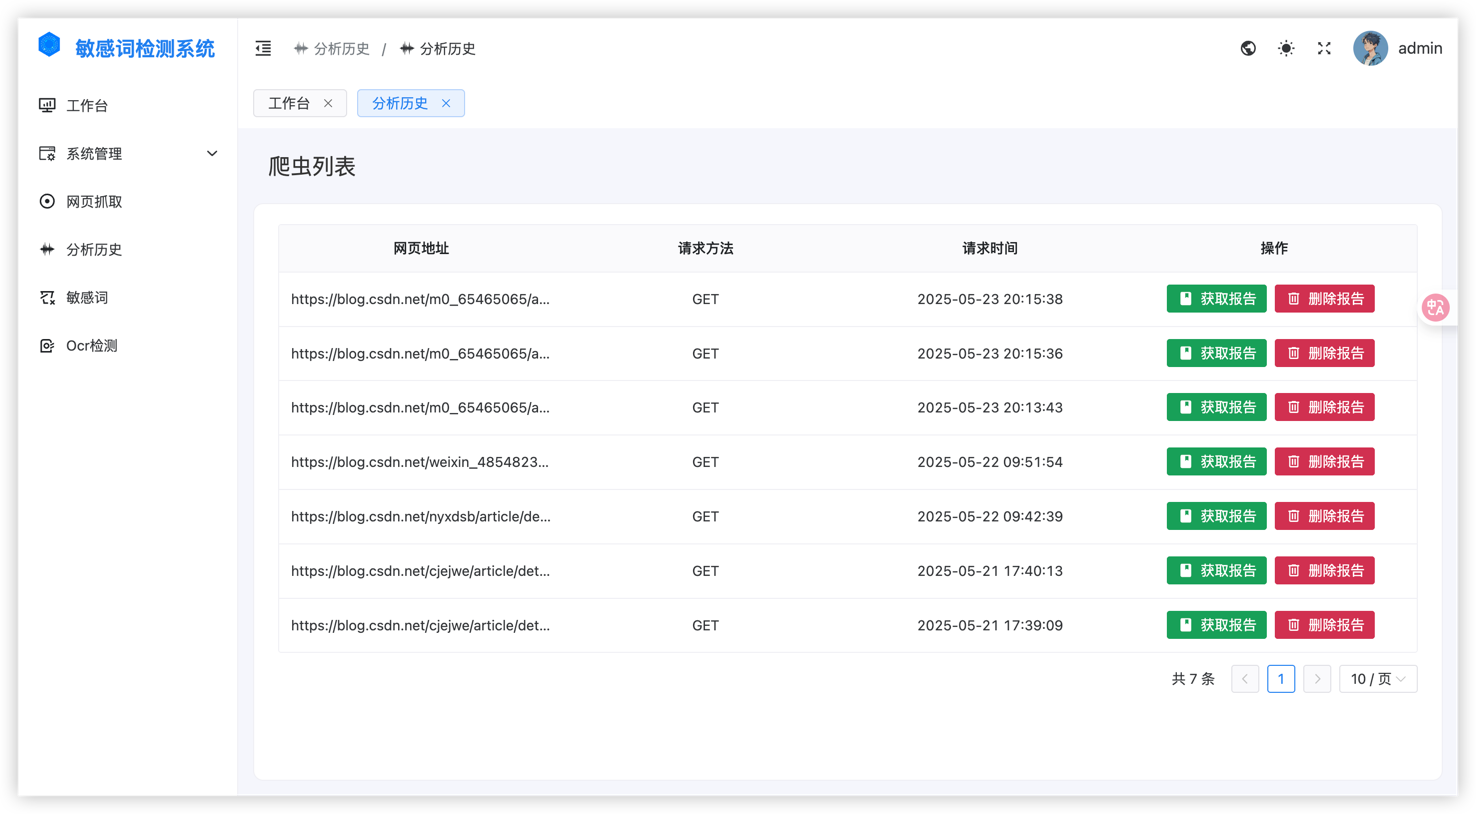 敏感词检测系统
分析历史 / 分析历史
admin
工作台
分析历史
工作台
系统管理
网页抓取
分析历史
敏感词
Ocr检测
爬虫列表
网页地址 请求方法 请求时间 操作
https://blog.csdn.net/m0_65465065/a... GET 2025-05-23 20:15:38 获取报告 删除报告
https://blog.csdn.net/m0_65465065/a... GET 2025-05-23 20:15:36 获取报告 删除报告
https://blog.csdn.net/m0_65465065/a... GET 2025-05-23 20:13:43 获取报告 删除报告
https://blog.csdn.net/weixin_4854823... GET 2025-05-22 09:51:54 获取报告 删除报告
https://blog.csdn.net/nyxdsb/article/de... GET 2025-05-22 09:42:39 获取报告 删除报告
https://blog.csdn.net/cjejwe/article/det... GET 2025-05-21 17:40:13 获取报告 删除报告
https://blog.csdn.net/cjejwe/article/det... GET 2025-05-21 17:39:09 获取报告 删除报告
共 7 条 1 10 / 页
中A